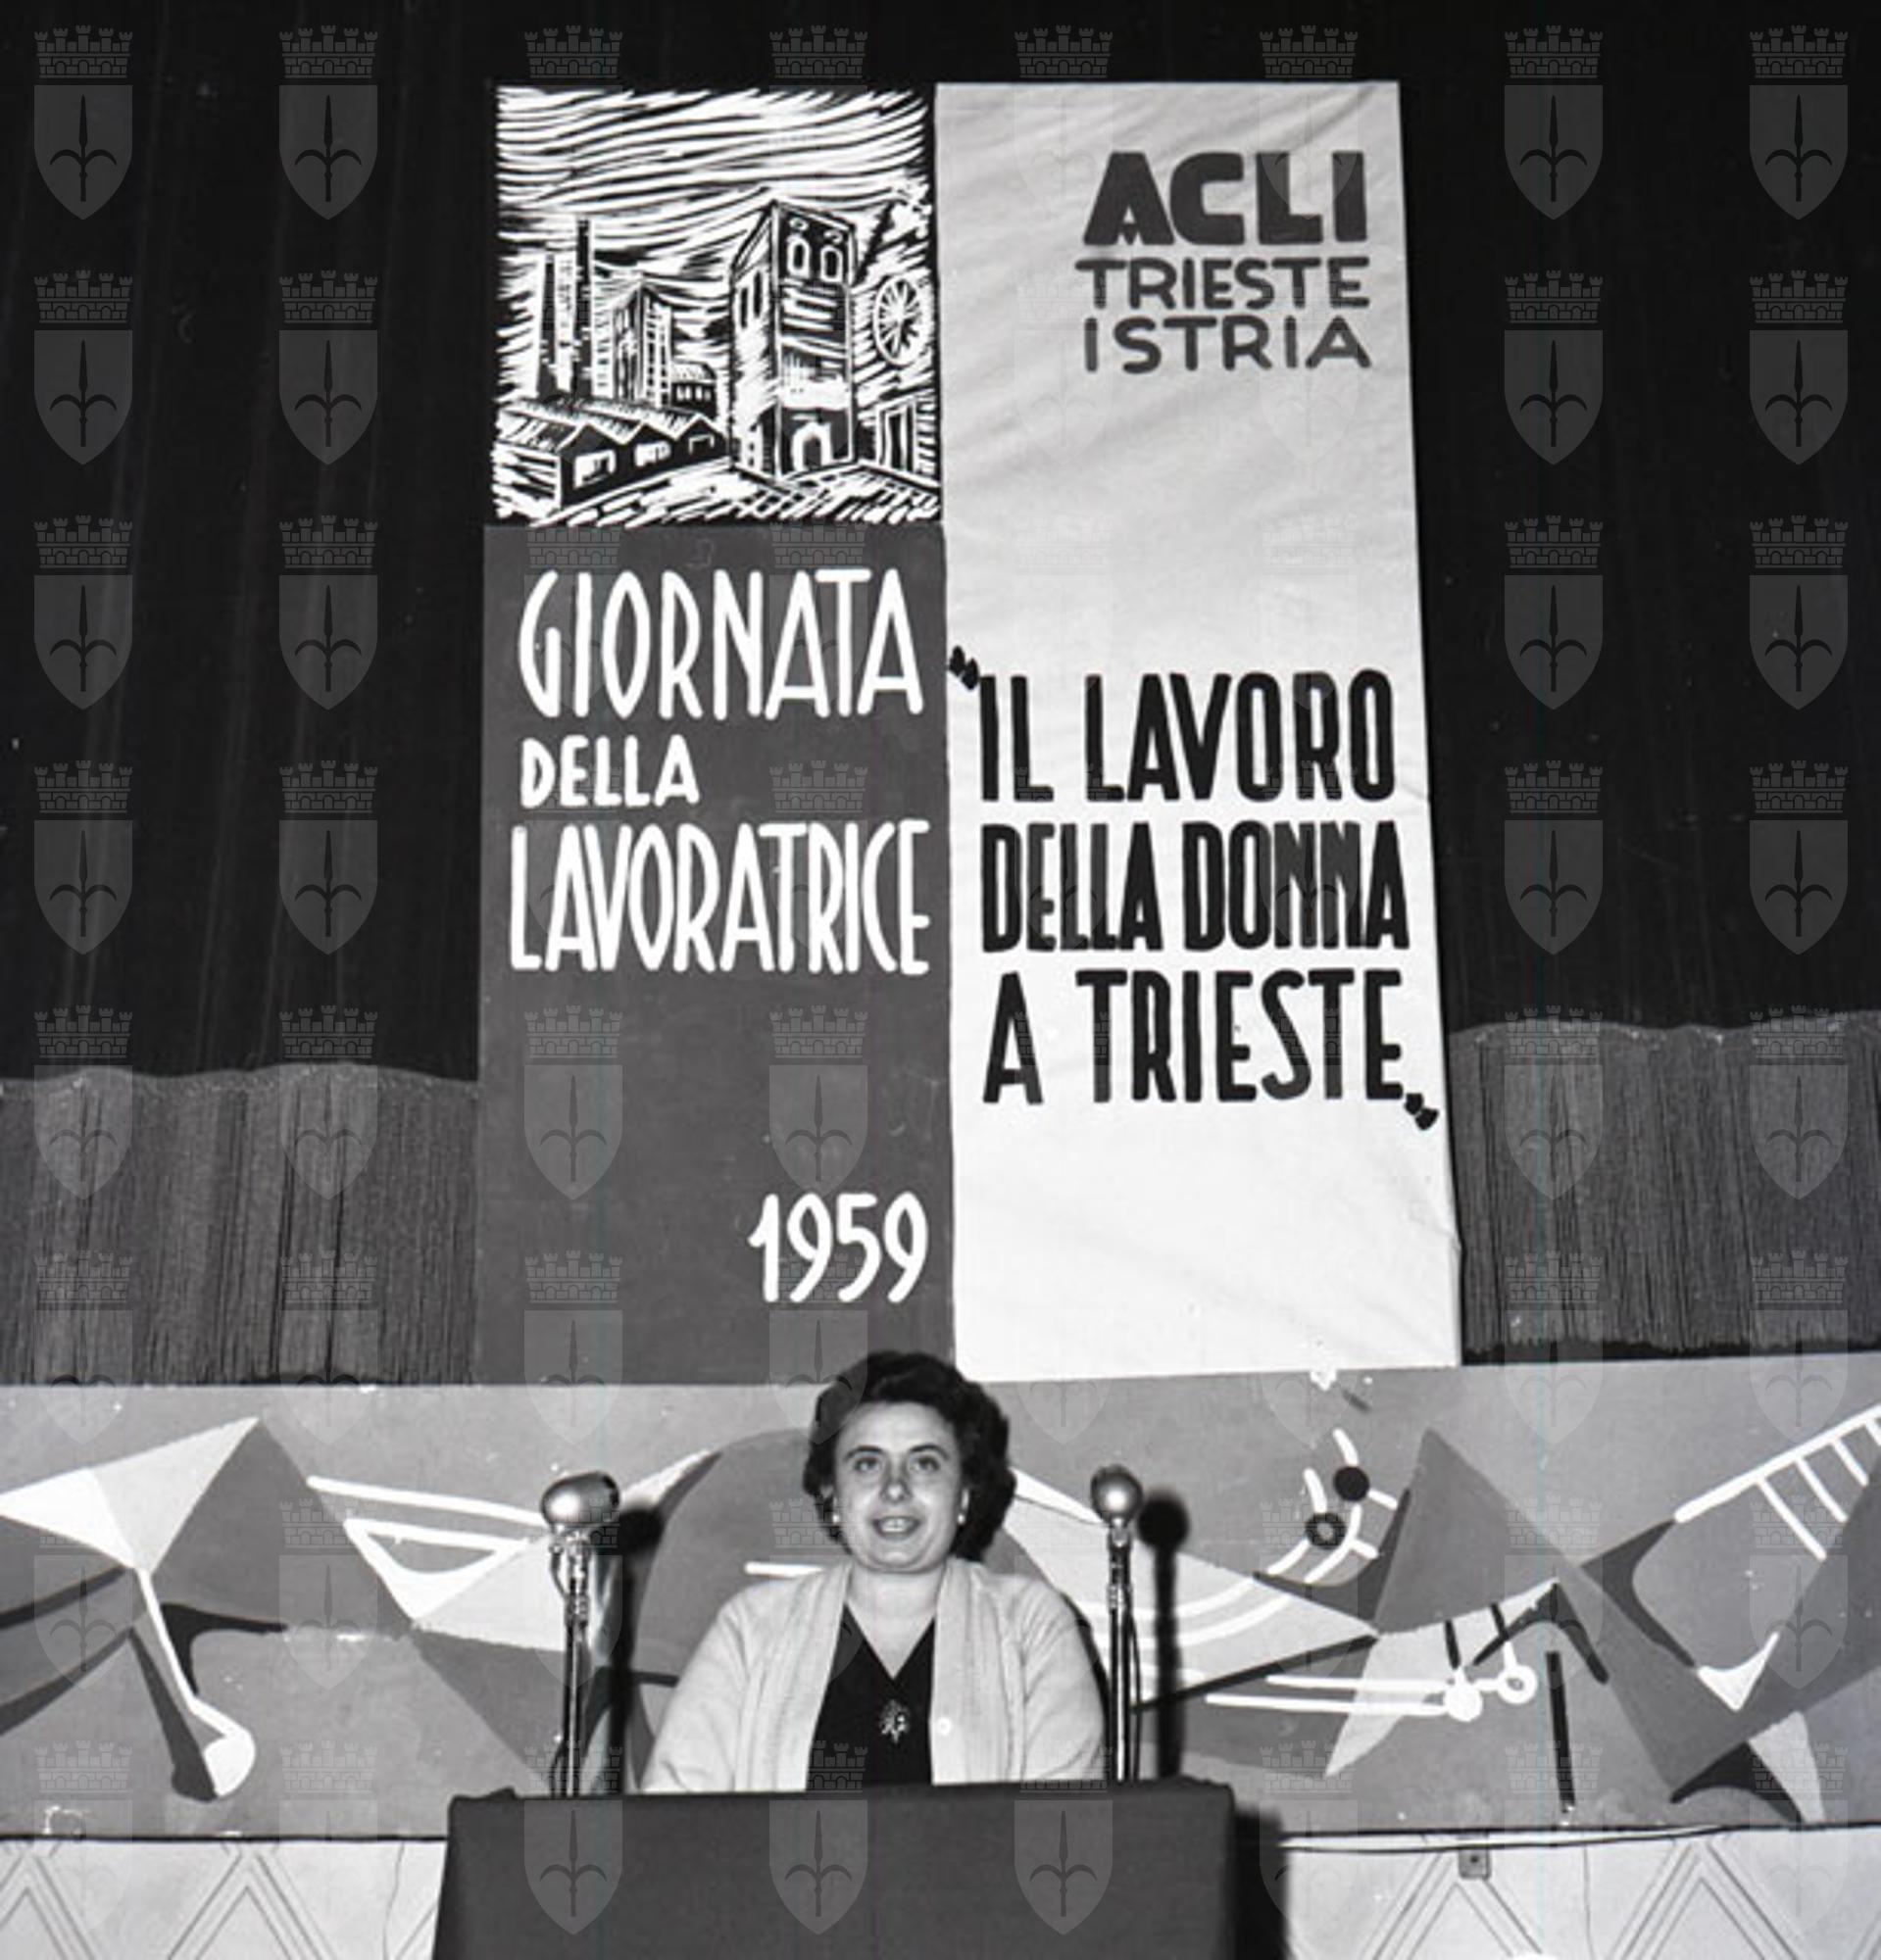 ACLI
TRIESTE
ISTRIA
GIORNATA
DELLA
LAVORATRICE
1959
"IL LAVORO
DELLA DONNA
A TRIESTE"